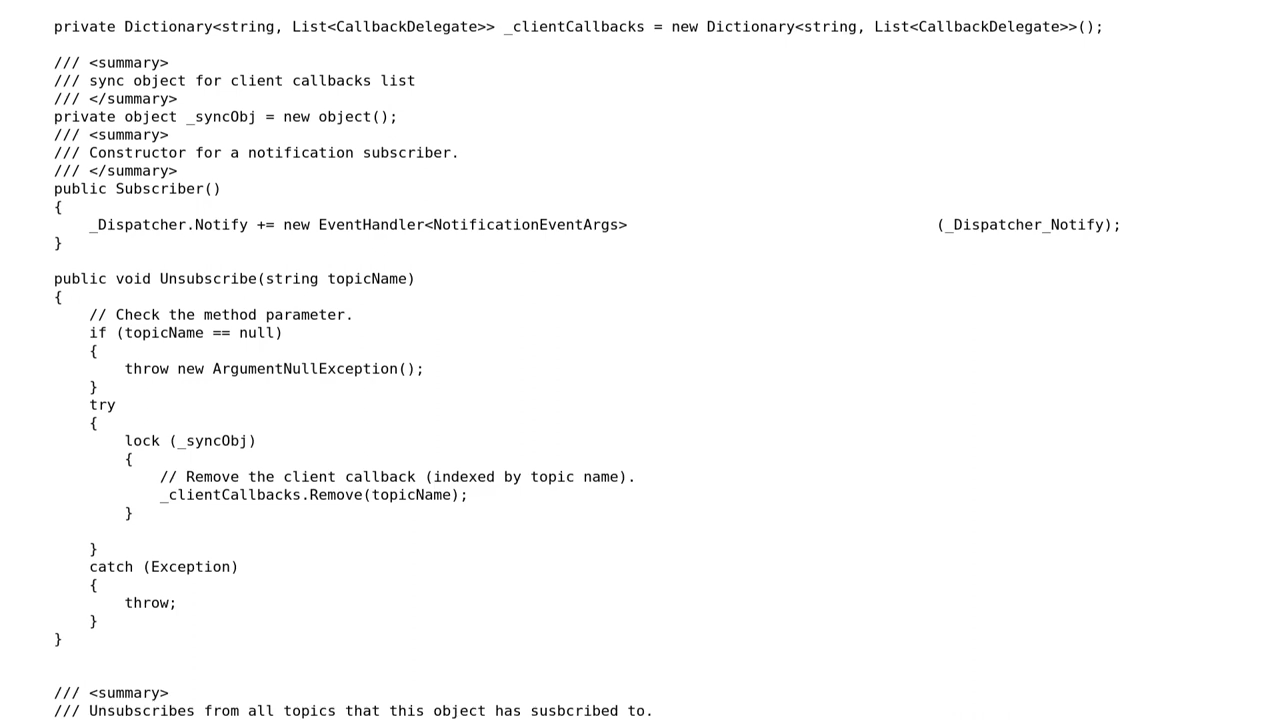 private Dictionary<string, List<CallbackDelegate>> _clientCallbacks = new Dictionary<string, List<CallbackDelegate>>();

/// <summary>
/// sync object for client callbacks list
/// </summary>
private object _syncObj = new object();
/// <summary>
/// Constructor for a notification subscriber.
/// </summary>
public Subscriber()
{
    _Dispatcher.Notify += new EventHandler<NotificationEventArgs>                                   (_Dispatcher_Notify);
}

public void Unsubscribe(string topicName)
{
    // Check the method parameter.
    if (topicName == null)
    {
        throw new ArgumentNullException();
    }
    try
    {
        lock (_syncObj)
        {
            // Remove the client callback (indexed by topic name).
            _clientCallbacks.Remove(topicName);
        }

    }
    catch (Exception)
    {
        throw;
    }
}


/// <summary>
/// Unsubscribes from all topics that this object has susbcribed to.